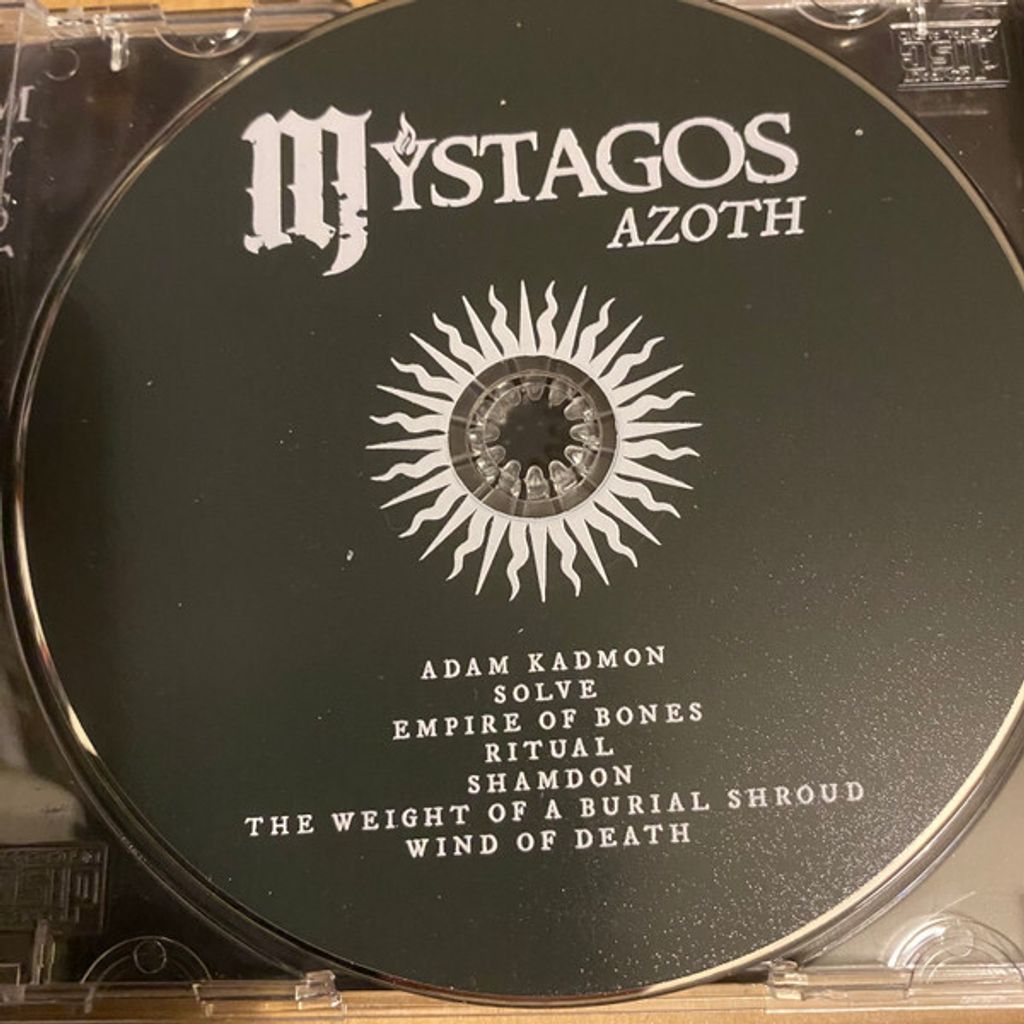 MYSTAGOS
AZOTH
ADAM KADMON
SOLVE
EMPIRE OF BONES
RITUAL
SHAMDON
THE WEIGHT OF A BURIAL SHROUD
WIND OF DEATH